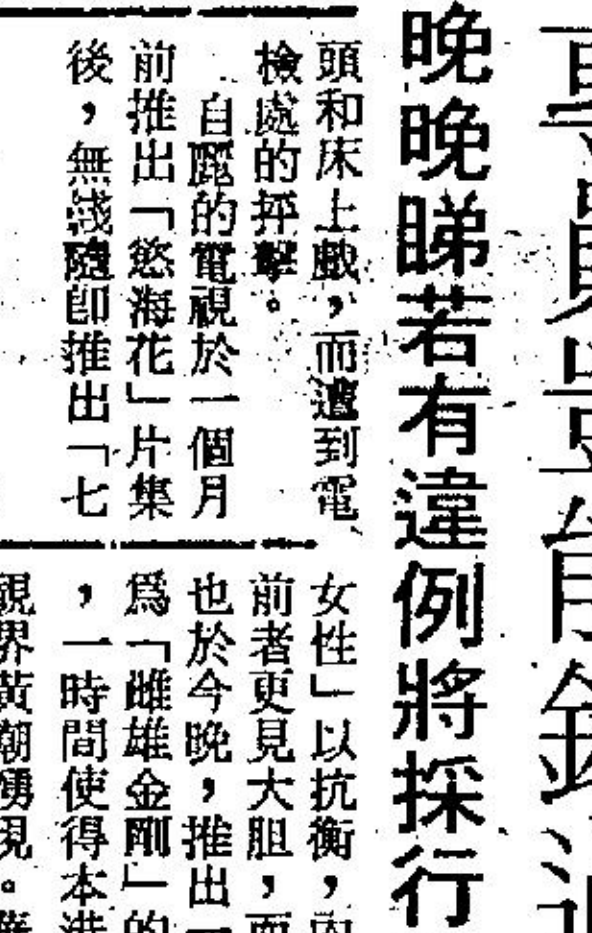 晚晚睇若有違例將採行
頭和床上戲，而遭到電、
檢處的抨擊。
自麗的電視於一個月
前推出「慾海花」片集
後，無綫隨即推出「七
女性」以抗衡，因
前者更見大胆，而
也於今晚，推出一
爲「雌雄金剛」的
，一時間使得本港
視界黃潮湧現。